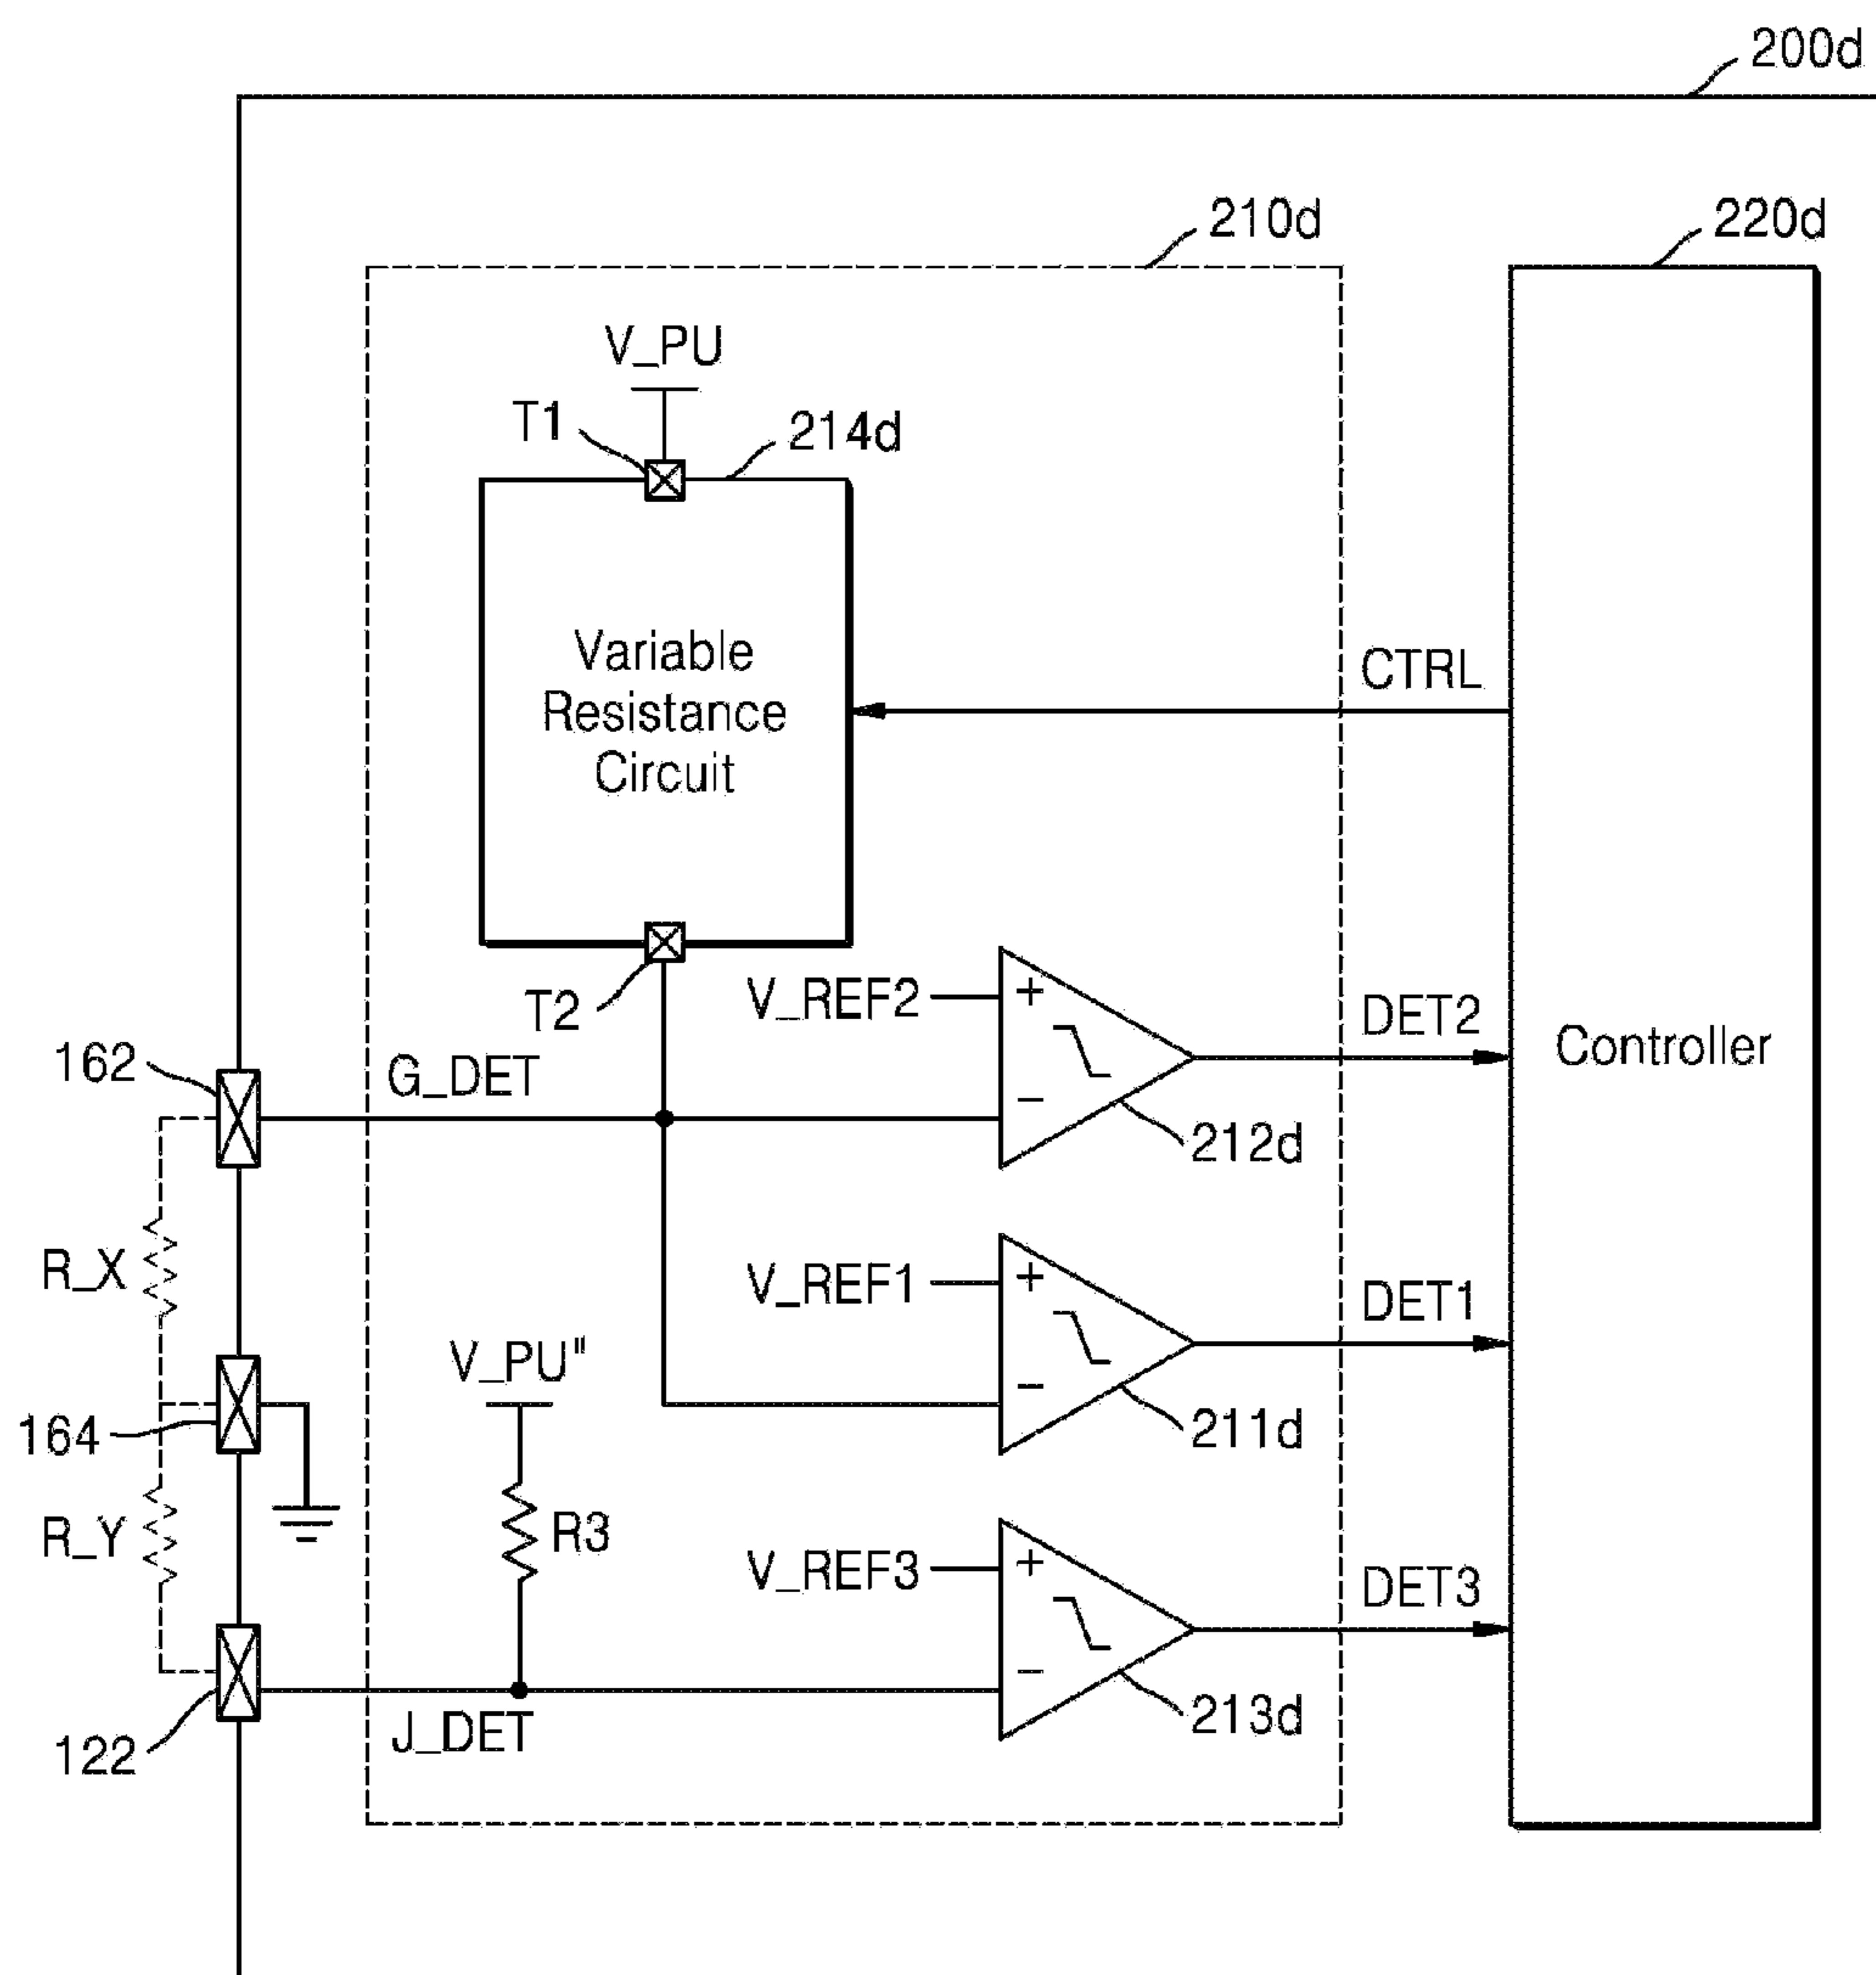 200d
210d
220d
V_PU
T1
214d
Variable
Resistance
Circuit
CTRL
T2
V_REF2
+
−
DET2
Controller
162
G_DET
212d
R_X
V_REF1
+
−
DET1
V_PU"
164
211d
R_Y
R3
V_REF3
+
−
DET3
122
J_DET
213d